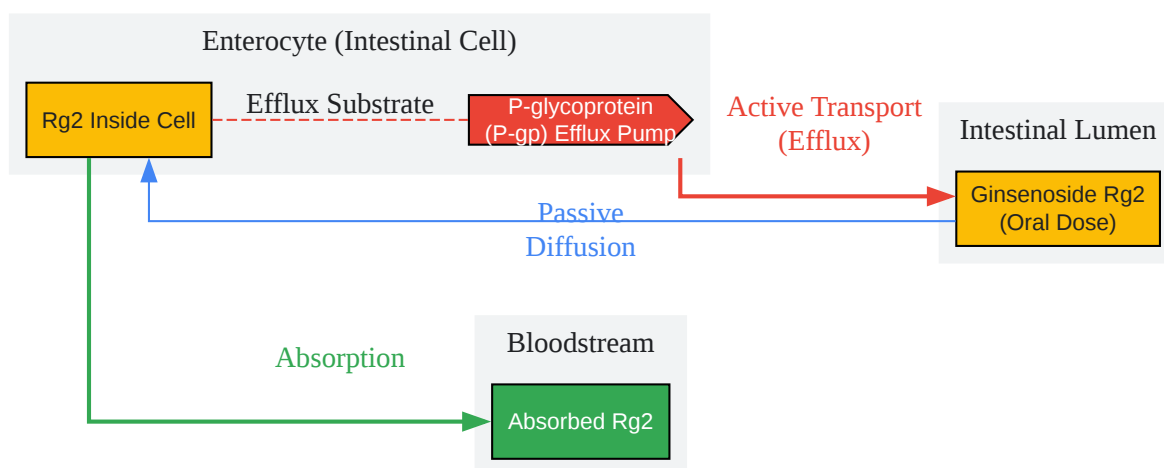 Enterocyte (Intestinal Cell)
Rg2 Inside Cell
Efflux Substrate
P-glycoprotein
(P-gp) Efflux Pump
Active Transport
(Efflux)
Intestinal Lumen
Ginsenoside Rg2
(Oral Dose)
Passive
Diffusion
Absorption
Bloodstream
Absorbed Rg2